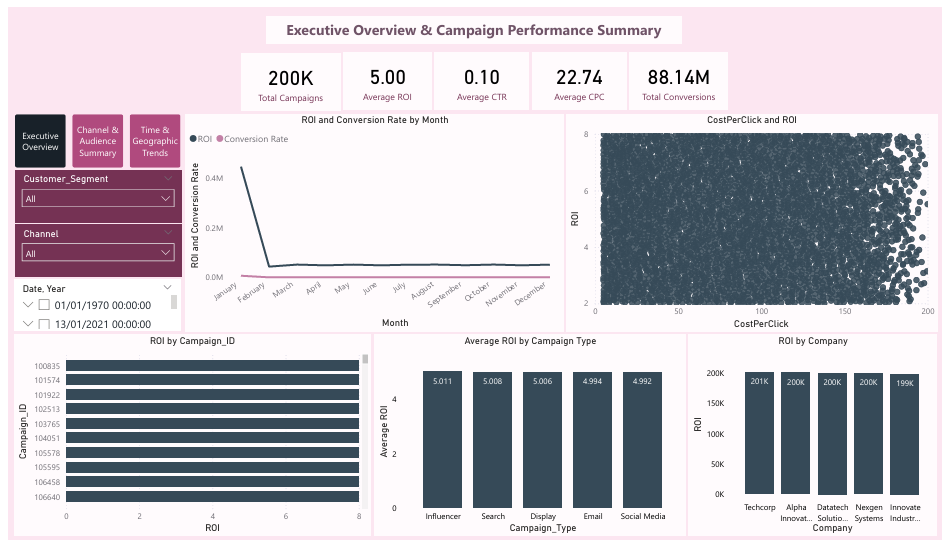 Executive Overview & Campaign Performance Summary
200K
Total Campaigns
5.00
Average ROI
0.10
Average CTR
22.74
Average CPC
88.14M
Total Convversions
Executive
Overview
Channel &
Audience
Summary
Time &
Geographic
Trends
Customer_Segment
All
Channel
All
Date, Year
01/01/1970 00:00:00
13/01/2021 00:00:00
ROI and Conversion Rate by Month
ROI
Conversion Rate
ROI and Conversion Rate
0.4M
0.2M
0.0M
January
February
March
April
May
June
July
August
September
October
November
December
Month
CostPerClick and ROI
ROI
8
6
4
2
0
50
100
150
200
CostPerClick
ROI by Campaign_ID
Campaign_ID
100835
101574
101922
102513
103765
104051
105578
105595
106458
106640
0
2
4
6
8
ROI
Average ROI by Campaign Type
Average ROI
4
2
0
5.011
5.008
5.006
4.994
4.992
Influencer
Search
Display
Email
Social Media
Campaign_Type
ROI by Company
ROI
200K
150K
100K
50K
0K
201K
200K
200K
200K
199K
Techcorp
Alpha
Innovat...
Datatech
Solutio...
Nexgen
Systems
Innovate
Industr...
Company